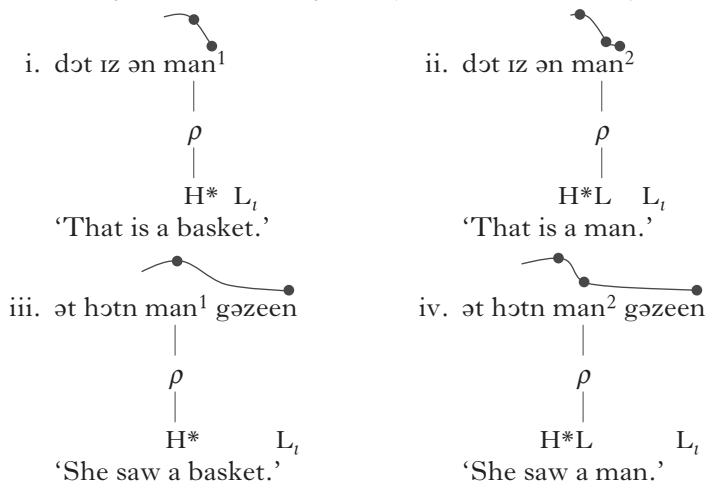 i. dɔt ɪz ən man¹ ii. dɔt ɪz ən man²
ρ ρ
H* Lι H*L Lι
‘That is a basket.’ ‘That is a man.’
iii. ət hɔtn man¹ gəzeen iv. ət hɔtn man² gəzeen
ρ ρ
H* Lι H*L Lι
‘She saw a basket.’ ‘She saw a man.’